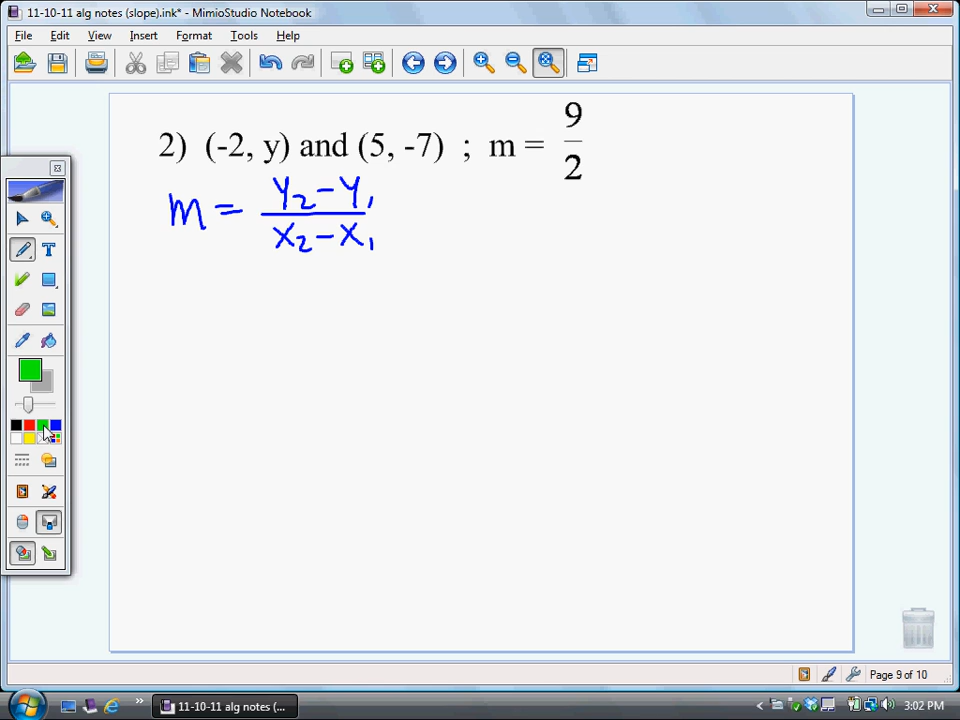 11-10-11 alg notes (slope).ink* - MimioStudio Notebook
File Edit View Insert Format Tools Help
2) (-2, y) and (5, -7) ; m = 9/2
m = y₂ - y₁ / x₂ - x₁
T
Page 9 of 10
11-10-11 alg notes (...
3:02 PM